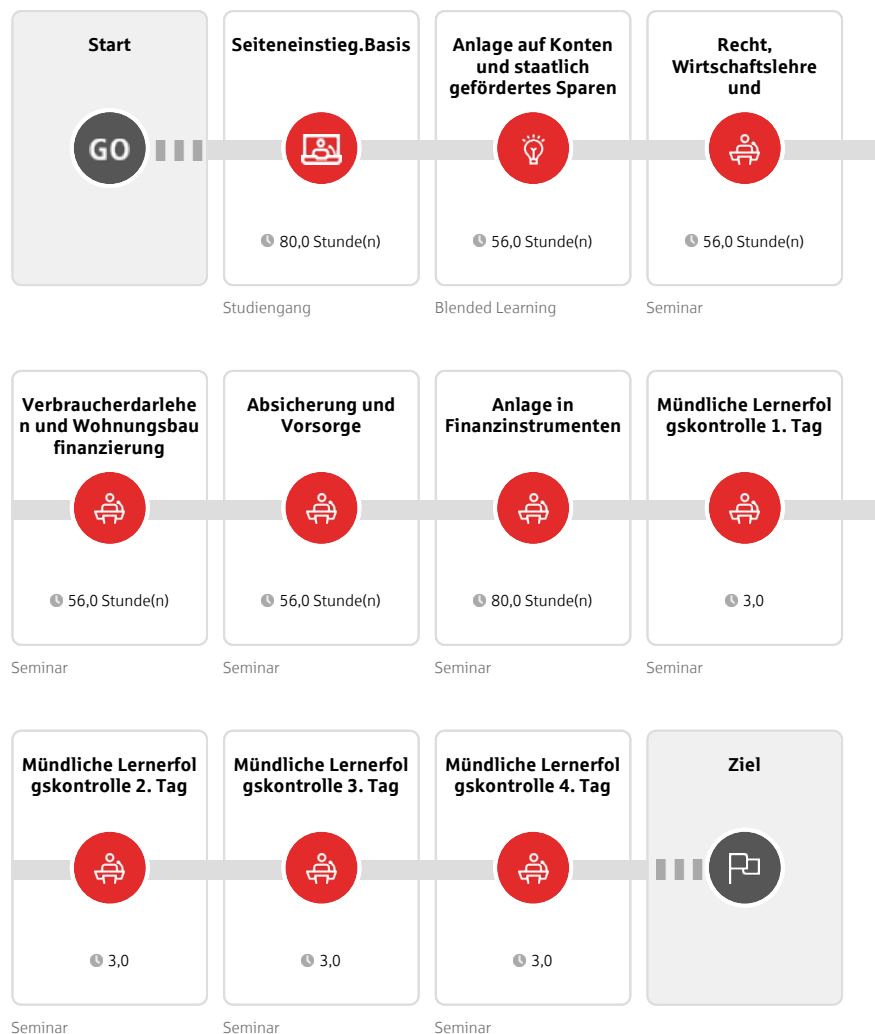 Start
Seiteneinstieg.Basis
Anlage auf Konten
und staatlich
gefördertes Sparen
Recht,
Wirtschaftslehre
und
GO
80,0 Stunde(n)
56,0 Stunde(n)
56,0 Stunde(n)
Studiengang
Blended Learning
Seminar
Verbraucherdarlehe
n und Wohnungsbau
finanzierung
Absicherung und
Vorsorge
Anlage in
Finanzinstrumenten
Mündliche Lernerfol
gskontrolle 1. Tag
56,0 Stunde(n)
56,0 Stunde(n)
80,0 Stunde(n)
3,0
Seminar
Seminar
Seminar
Seminar
Mündliche Lernerfol
gskontrolle 2. Tag
Mündliche Lernerfol
gskontrolle 3. Tag
Mündliche Lernerfol
gskontrolle 4. Tag
Ziel
3,0
3,0
3,0
Seminar
Seminar
Seminar